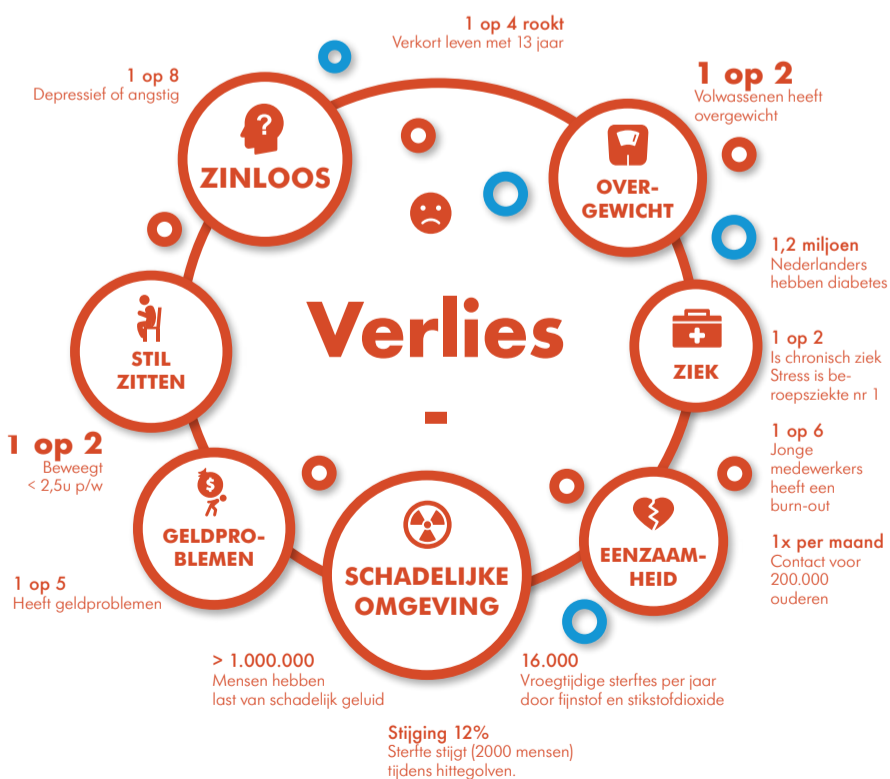 1 op 4 rookt
Verkort leven met 13 jaar
1 op 8
Depressief of angstig
1 op 2
Volwassenen heeft
overgewicht
?
ZINLOOS
OVER-
GEWICHT
1,2 miljoen
Nederlanders
hebben diabetes
Verlies
-
STIL
ZITTEN
ZIEK
1 op 2
Is chronisch ziek
Stress is be-
roepsziekte nr 1
1 op 2
Beweegt
< 2,5u p/w
1 op 6
Jonge
medewerkers
heeft een
burn-out
$
GELDPRO-
BLEMEN
SCHADELIJKE
OMGEVING
EENZAAM-
HEID
1x per maand
Contact voor
200.000
ouderen
1 op 5
Heeft geldproblemen
> 1.000.000
Mensen hebben
last van schadelijk geluid
16.000
Vroegtijdige sterftes per jaar
door fijnstof en stikstofdioxide
Stijging 12%
Sterfte stijgt (2000 mensen)
tijdens hittegolven.